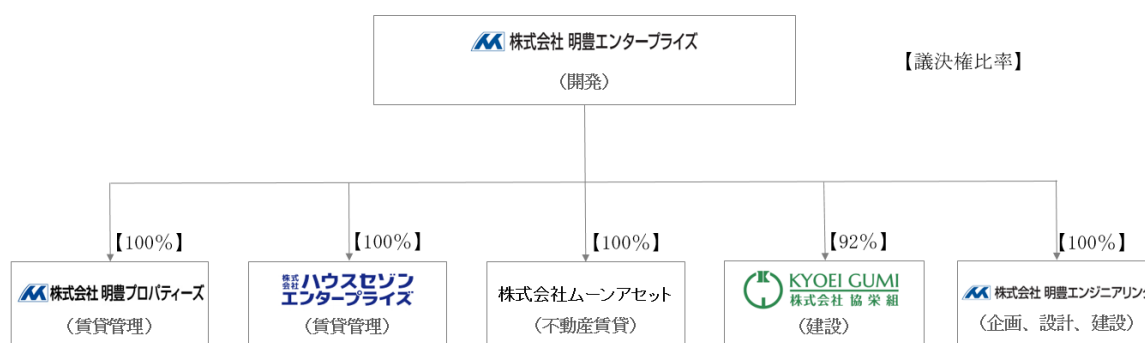 株式会社 明豊エンタープライズ
(開発)
【議決権比率】
【100%】
【100%】
【100%】
【92%】
【100%】
株式会社 明豊プロパティーズ
(賃貸管理)
株式会社 ハウスセゾン
エンタープライズ
(賃貸管理)
株式会社ムーンアセット
(不動産賃貸)
KYOEI GUMI
株式会社 協栄組
(建設)
株式会社 明豊エンジニアリング
(企画、設計、建設)